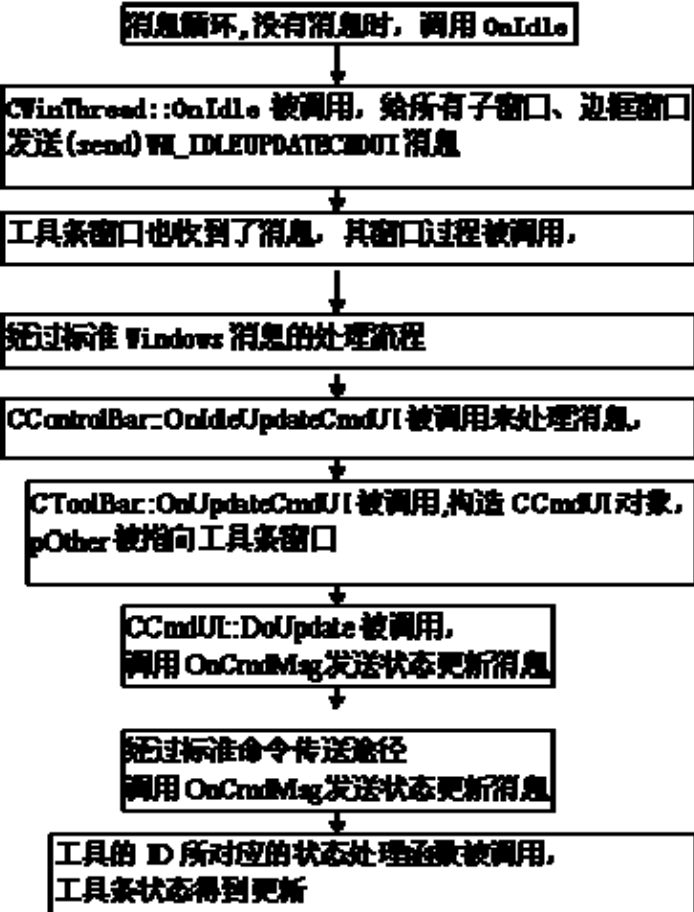 消息循环,没有消息时，调用 OnIdle
CWinThread::OnIdle 被调用，给所有子窗口、边框窗口
发送(send)WM_IDLEUPDATECMDUI 消息
工具条窗口也收到了消息，其窗口过程被调用，
经过标准 Windows 消息的处理流程
CControlBar::OnIdleUpdateCmdUI 被调用来处理消息，
CToolBar::OnUpdateCmdUI 被调用,构造 CCmdUI 对象，
pOther 被指向工具条窗口
CCmdUI::DoUpdate 被调用，
调用 OnCmdMsg 发送状态更新消息
经过标准命令传送途径
调用 OnCmdMsg 发送状态更新消息
工具的 ID 所对应的状态处理函数被调用，
工具条状态得到更新